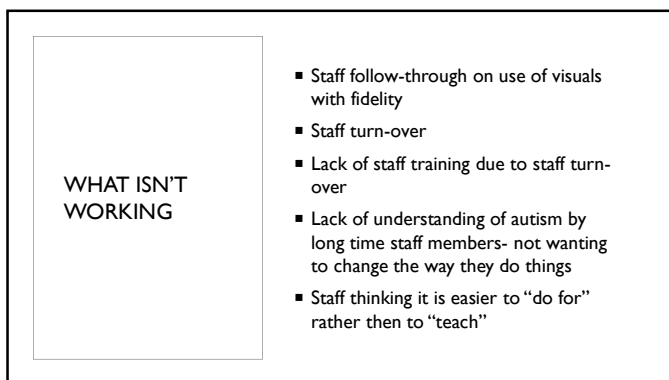 WHAT ISN'T
WORKING
▪ Staff follow-through on use of visuals
with fidelity
▪ Staff turn-over
▪ Lack of staff training due to staff turn-
over
▪ Lack of understanding of autism by
long time staff members- not wanting
to change the way they do things
▪ Staff thinking it is easier to “do for”
rather then to “teach”